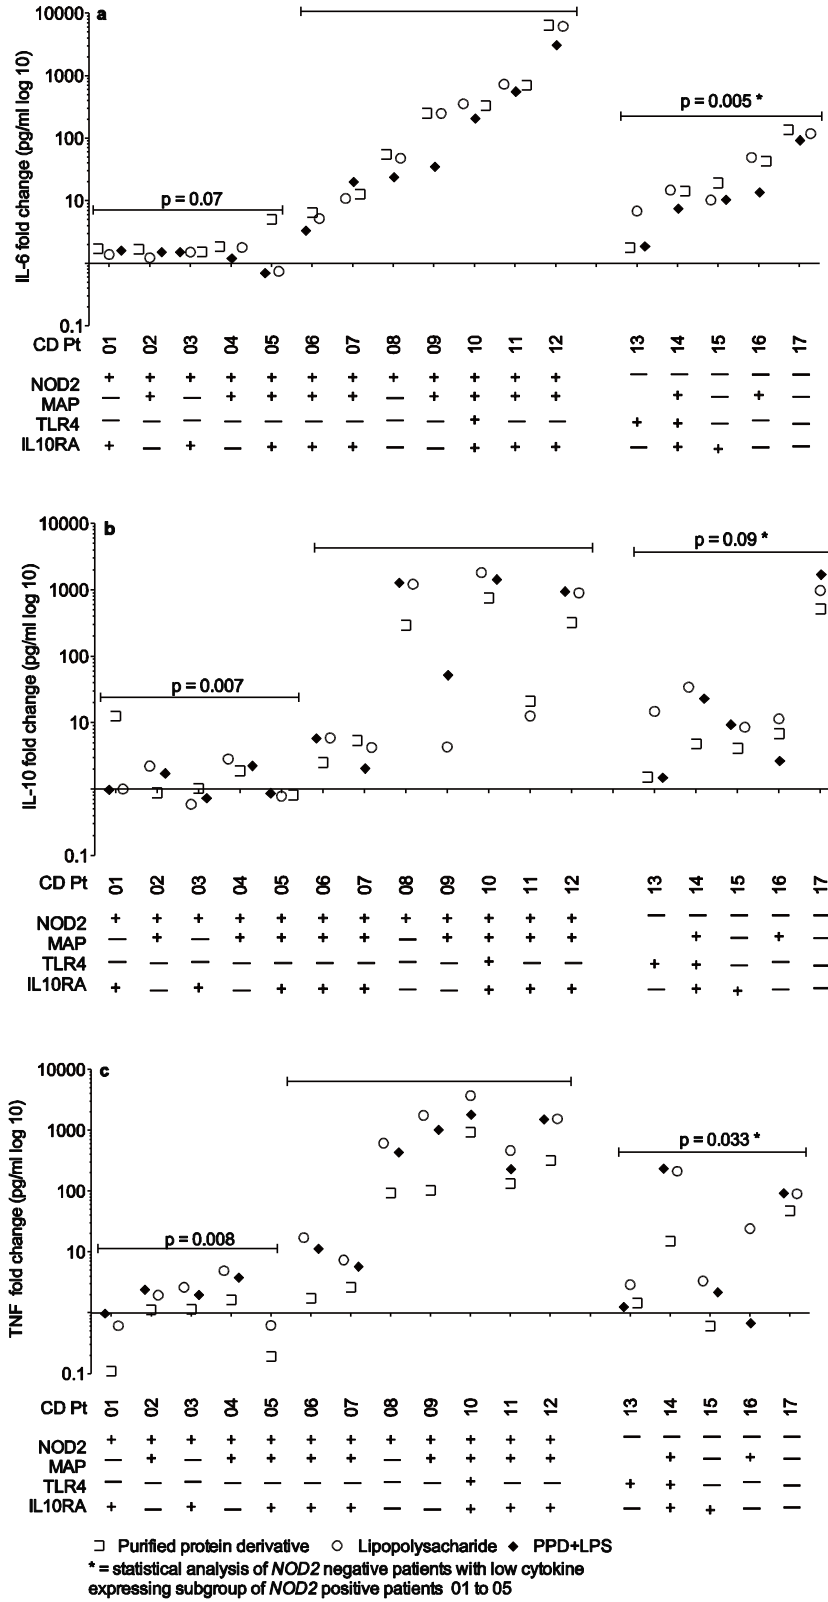 a
IL-6 fold change (pg/ml log 10)
10000
1000
100
10
0.1
p = 0.07
p = 0.005 *
CD Pt 01 02 03 04 05 06 07 08 09 10 11 12 13 14 15 16 17
NOD2 + + + + + + + + + + + + — — — — —
MAP — + — + + + + — + + + + + — + —
TLR4 — — — — — — — — — + — — + + — — —
IL10RA + — + — + + + — — + + + — + + — —
b
IL-10 fold change (pg/ml log 10)
10000
1000
100
10
0.1
p = 0.007
p = 0.09 *
CD Pt 01 02 03 04 05 06 07 08 09 10 11 12 13 14 15 16 17
NOD2 + + + + + + + + + + + + — — — — —
MAP — + — + + + + — + + + + + — + —
TLR4 — — — — — — — — — + — — + + — — —
IL10RA + — + — + + + — — + + + — + + — —
c
TNF fold change (pg/ml log 10)
10000
1000
100
10
0.1
p = 0.008
p = 0.033 *
CD Pt 01 02 03 04 05 06 07 08 09 10 11 12 13 14 15 16 17
NOD2 + + + + + + + + + + + + — — — — —
MAP — + — + + + + — + + + + + — + —
TLR4 — — — — — — — — — + — — + + — — —
IL10RA + — + — + + + — — + + + — + + — —
Purified protein derivative Lipopolysacharide PPD+LPS
* = statistical analysis of NOD2 negative patients with low cytokine
expressing subgroup of NOD2 positive patients 01 to 05